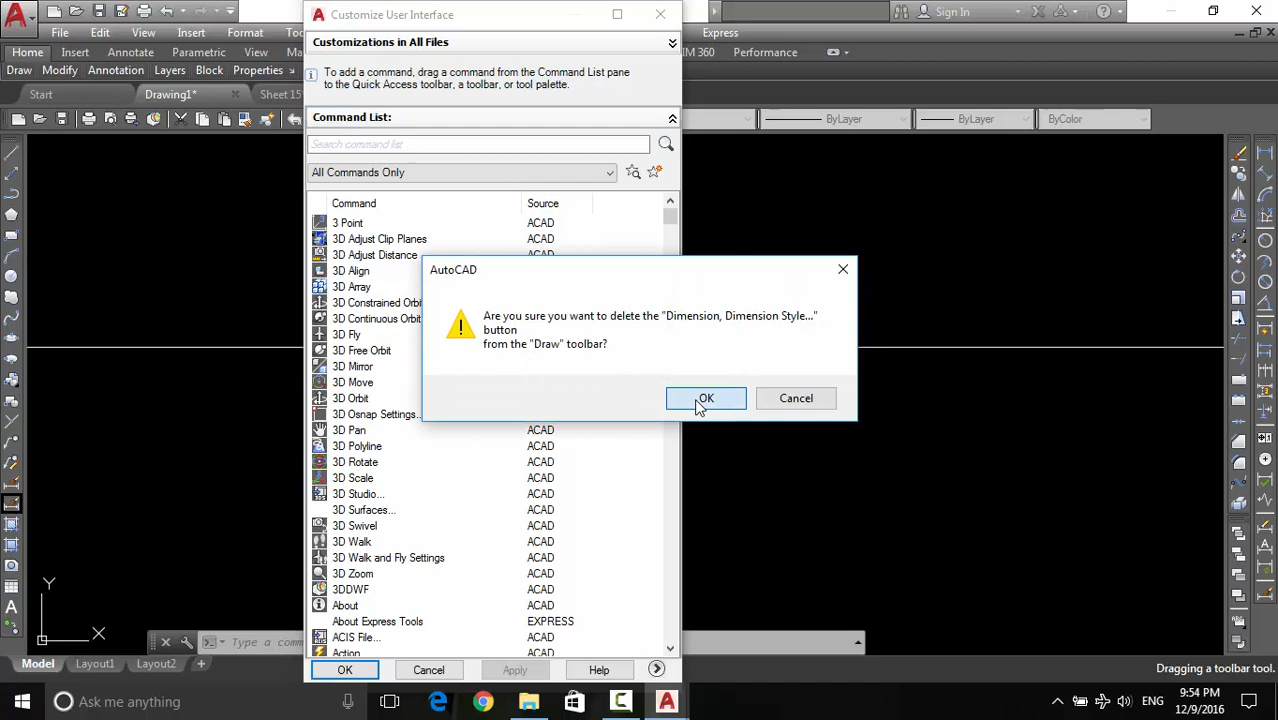 Customize User Interface
Sign In
File Edit View Insert Format
Express
Home Insert Annotate Parametric View
360 Performance
Draw Modify Annotation Layers Block Properties
Start Drawing1*
Customizations in All Files
To add a command, drag a command from the Command List pane
to the Quick Access toolbar, a toolbar, or tool palette.
Command List:
ByLayer ByLayer ByColor
Search command list
All Commands Only
Command Source
3 Point ACAD
3D Adjust Clip Planes ACAD
3D Adjust Distance ACAD
3D Align
3D Array
3D Constrained Orbi
3D Continuous Orbi
3D Fly
3D Free Orbit
3D Mirror
3D Move
3D Orbit
3D Osnap Settings...
3D Pan ACAD
3D Polyline ACAD
3D Rotate ACAD
3D Scale ACAD
3D Studio... ACAD
3D Surfaces... ACAD
3D Swivel ACAD
3D Walk ACAD
3D Walk and Fly Settings ACAD
3D Zoom ACAD
3DDWF ACAD
About ACAD
About Express Tools EXPRESS
ACIS File... ACAD
Action ACAD
AutoCAD
Are you sure you want to delete the "Dimension, Dimension Style..."
button
from the "Draw" toolbar?
OK Cancel
Y
X
Type a comm
OK Cancel Apply Help
Model Layout1 Layout2 +
Dragging a toolbar tool.
Ask me anything
ENG
9:54 PM
12/9/2016